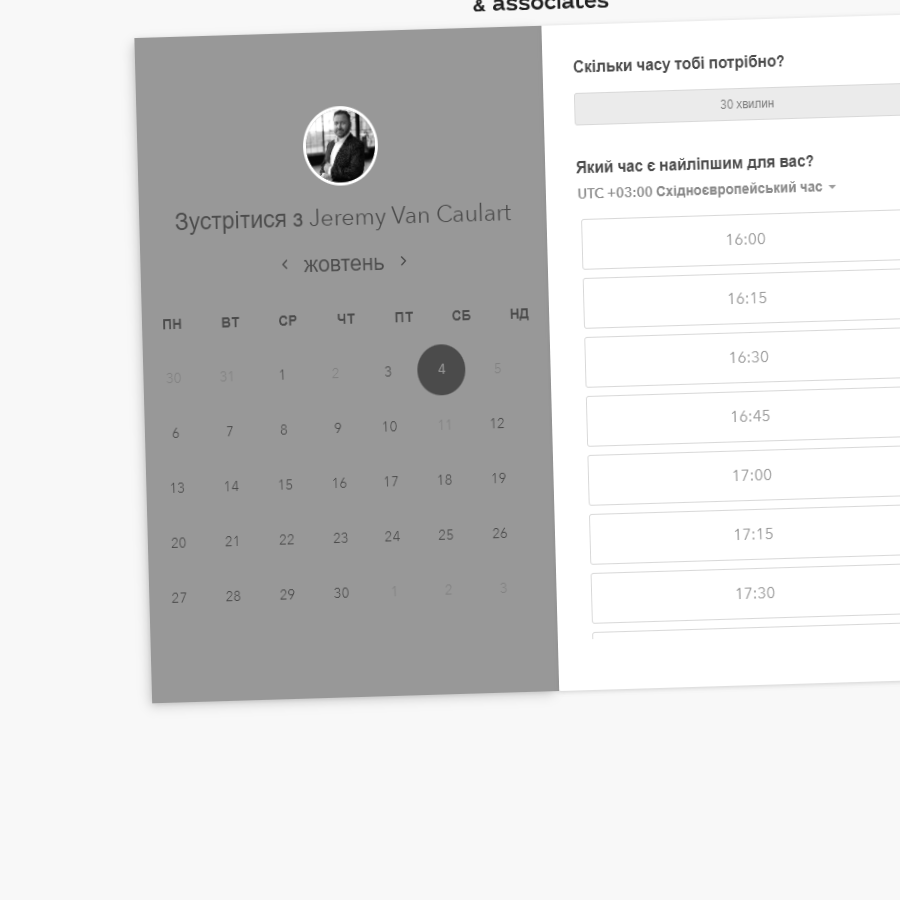 & associates
Зустрітися з Jeremy Van Caulart
жовтень
ПН ВТ СР ЧТ ПТ СБ НД
30 31 1 2 3 4 5
6 7 8 9 10 11 12
13 14 15 16 17 18 19
20 21 22 23 24 25 26
27 28 29 30 1 2 3
Скільки часу тобі потрібно?
30 хвилин
Який час є найліпшим для вас?
UTC +03:00 Східноєвропейський час
16:00
16:15
16:30
16:45
17:00
17:15
17:30